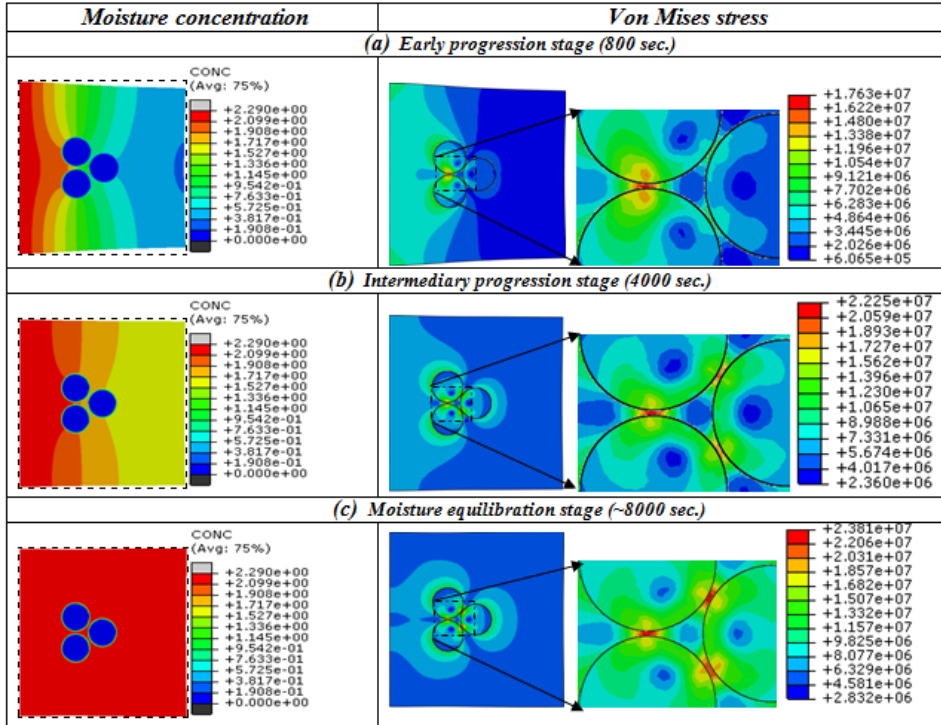 Moisture concentration
Von Mises stress
(a) Early progression stage (800 sec.)
CONC
(Avg: 75%)
+2.290e+00
+2.099e+00
+1.908e+00
+1.717e+00
+1.527e+00
+1.336e+00
+1.145e+00
+9.542e-01
+7.633e-01
+5.725e-01
+3.817e-01
+0.000e+00
+1.763e+07
+1.622e+07
+1.480e+07
+1.338e+07
+1.196e+07
+1.054e+07
+9.121e+06
+7.702e+06
+6.283e+06
+4.864e+06
+3.445e+06
+2.026e+06
+6.065e+05
(b) Intermediary progression stage (4000 sec.)
CONC
(Avg: 75%)
+2.290e+00
+2.099e+00
+1.908e+00
+1.717e+00
+1.527e+00
+1.336e+00
+1.145e+00
+9.542e-01
+7.633e-01
+5.725e-01
+3.817e-01
+1.908e-01
+0.000e+00
+2.225e+07
+2.059e+07
+1.893e+07
+1.727e+07
+1.562e+07
+1.396e+07
+1.230e+07
+1.065e+07
+8.988e+06
+7.331e+06
+5.674e+06
+4.017e+06
+2.360e+06
(c) Moisture equilibration stage (~8000 sec.)
CONC
(Avg: 75%)
+2.290e+00
+2.099e+00
+1.908e+00
+1.717e+00
+1.527e+00
+1.336e+00
+1.145e+00
+9.542e-01
+7.633e-01
+5.725e-01
+3.817e-01
+1.908e-01
+0.000e+00
+2.381e+07
+2.206e+07
+2.031e+07
+1.857e+07
+1.682e+07
+1.507e+07
+1.332e+07
+1.157e+07
+9.825e+06
+8.077e+06
+6.329e+06
+4.581e+06
+2.832e+06